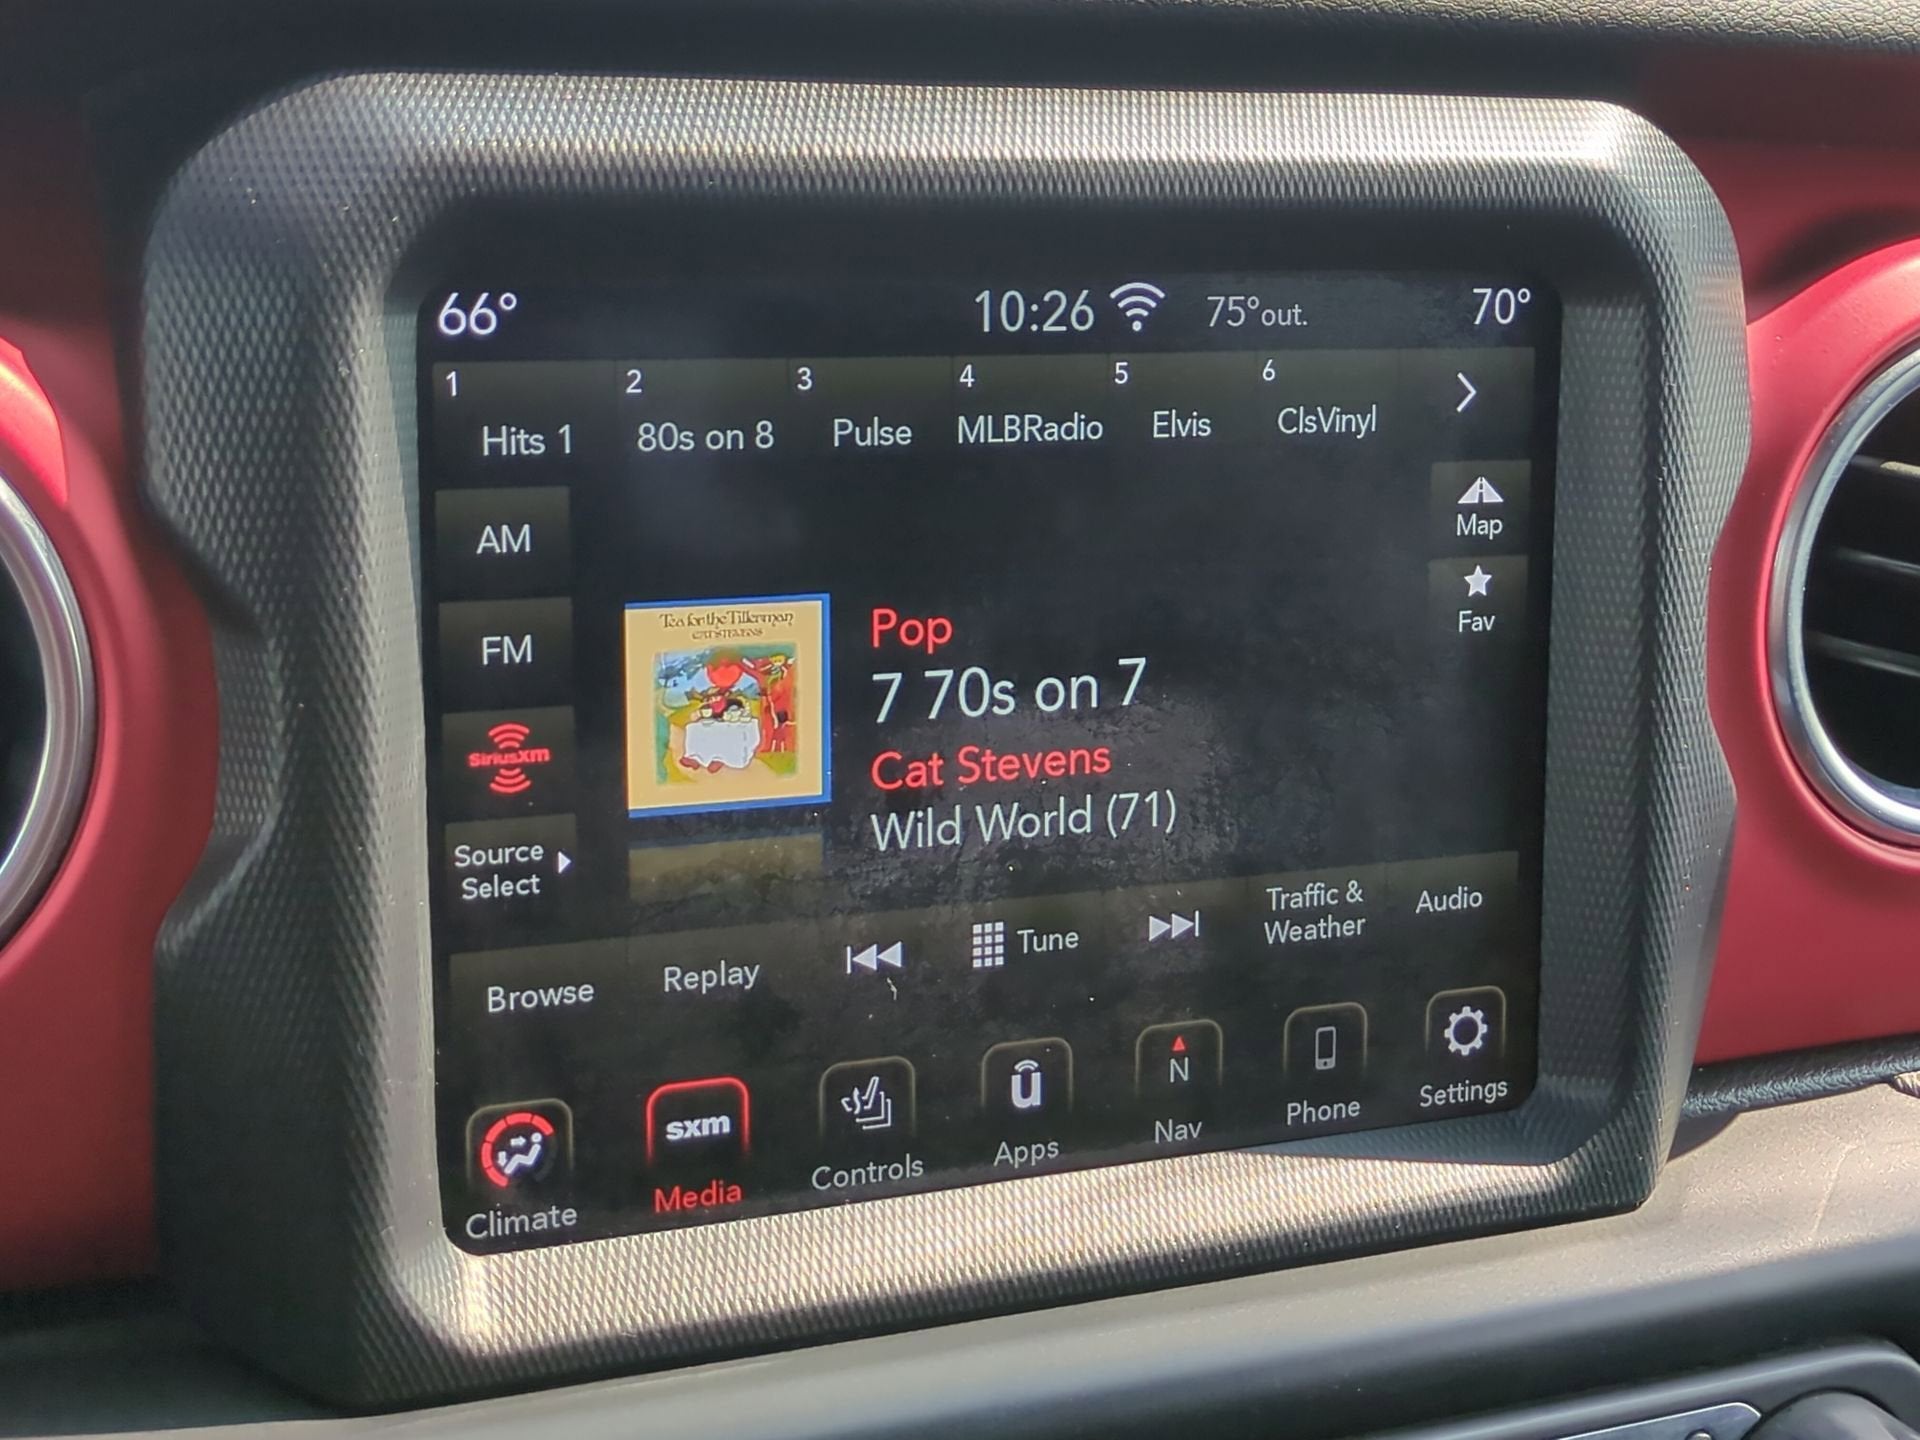 66° 10:26 75°out. 70°
1 2 3 4 5 6
Hits 1 80s on 8 Pulse MLBRadio Elvis ClsVinyl
AM
Map
FM
Fav
Tea for the Tillerman
CAT STEVENS
Pop
7 70s on 7
SiriusXm
Cat Stevens
Wild World (71)
Source
Select
Browse
Replay
Tune
Traffic &
Weather
Audio
Climate
sxm
Media
Controls
ū
Apps
N
Nav
Phone
Settings